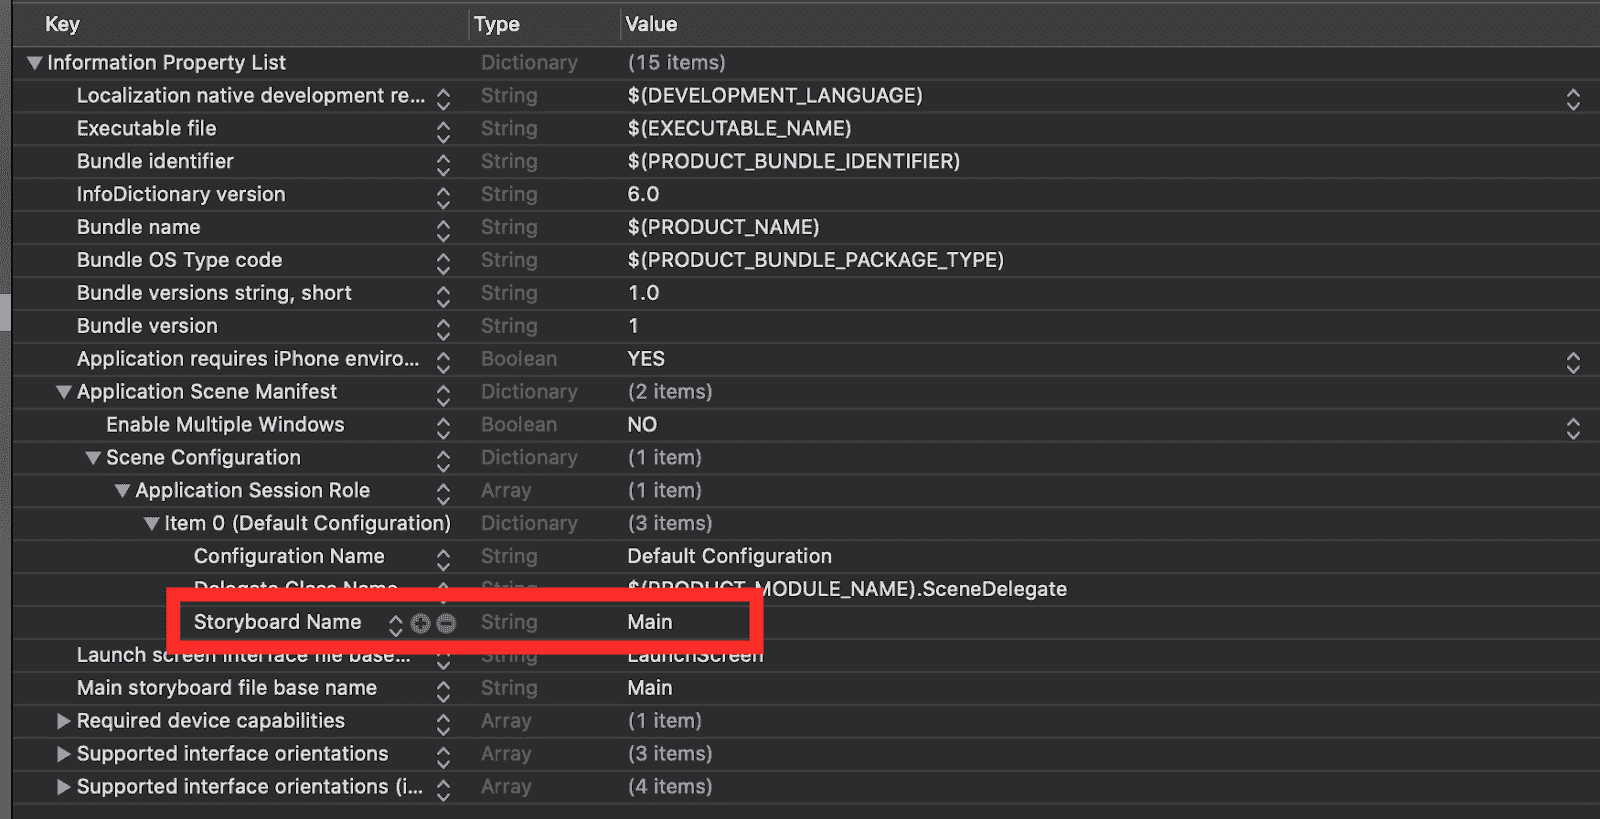 Key Type Value
Information Property List Dictionary (15 items)
Localization native development re... String $(DEVELOPMENT_LANGUAGE)
Executable file String $(EXECUTABLE_NAME)
Bundle identifier String $(PRODUCT_BUNDLE_IDENTIFIER)
InfoDictionary version String 6.0
Bundle name String $(PRODUCT_NAME)
Bundle OS Type code String $(PRODUCT_BUNDLE_PACKAGE_TYPE)
Bundle versions string, short String 1.0
Bundle version String 1
Application requires iPhone enviro... Boolean YES
Application Scene Manifest Dictionary (2 items)
Enable Multiple Windows Boolean NO
Scene Configuration Dictionary (1 item)
Application Session Role Array (1 item)
Item 0 (Default Configuration) Dictionary (3 items)
Configuration Name String Default Configuration
Delegate Class Name String $(PRODUCT_MODULE_NAME).SceneDelegate
Storyboard Name String Main
Launch screen interface file base... String LaunchScreen
Main storyboard file base name String Main
Required device capabilities Array (1 item)
Supported interface orientations Array (3 items)
Supported interface orientations (i... Array (4 items)